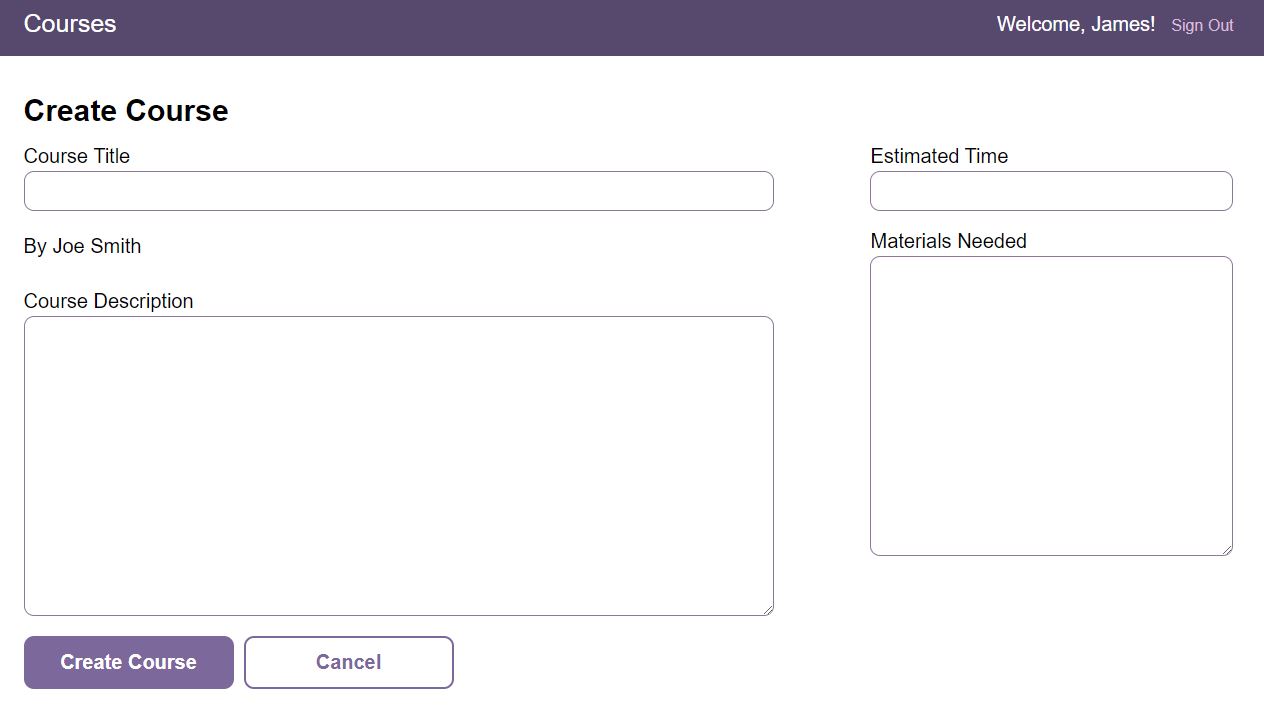 Courses
Welcome, James! Sign Out
Create Course
Course Title
By Joe Smith
Course Description
Estimated Time
Materials Needed
Create Course
Cancel